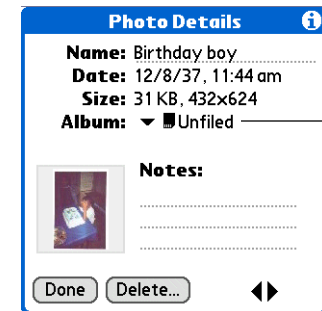 Photo Details
Name: Birthday boy
Date: 12/8/37, 11:44 am
Size: 31 KB, 432x624
Album: Unfiled
Notes:
Done Delete...